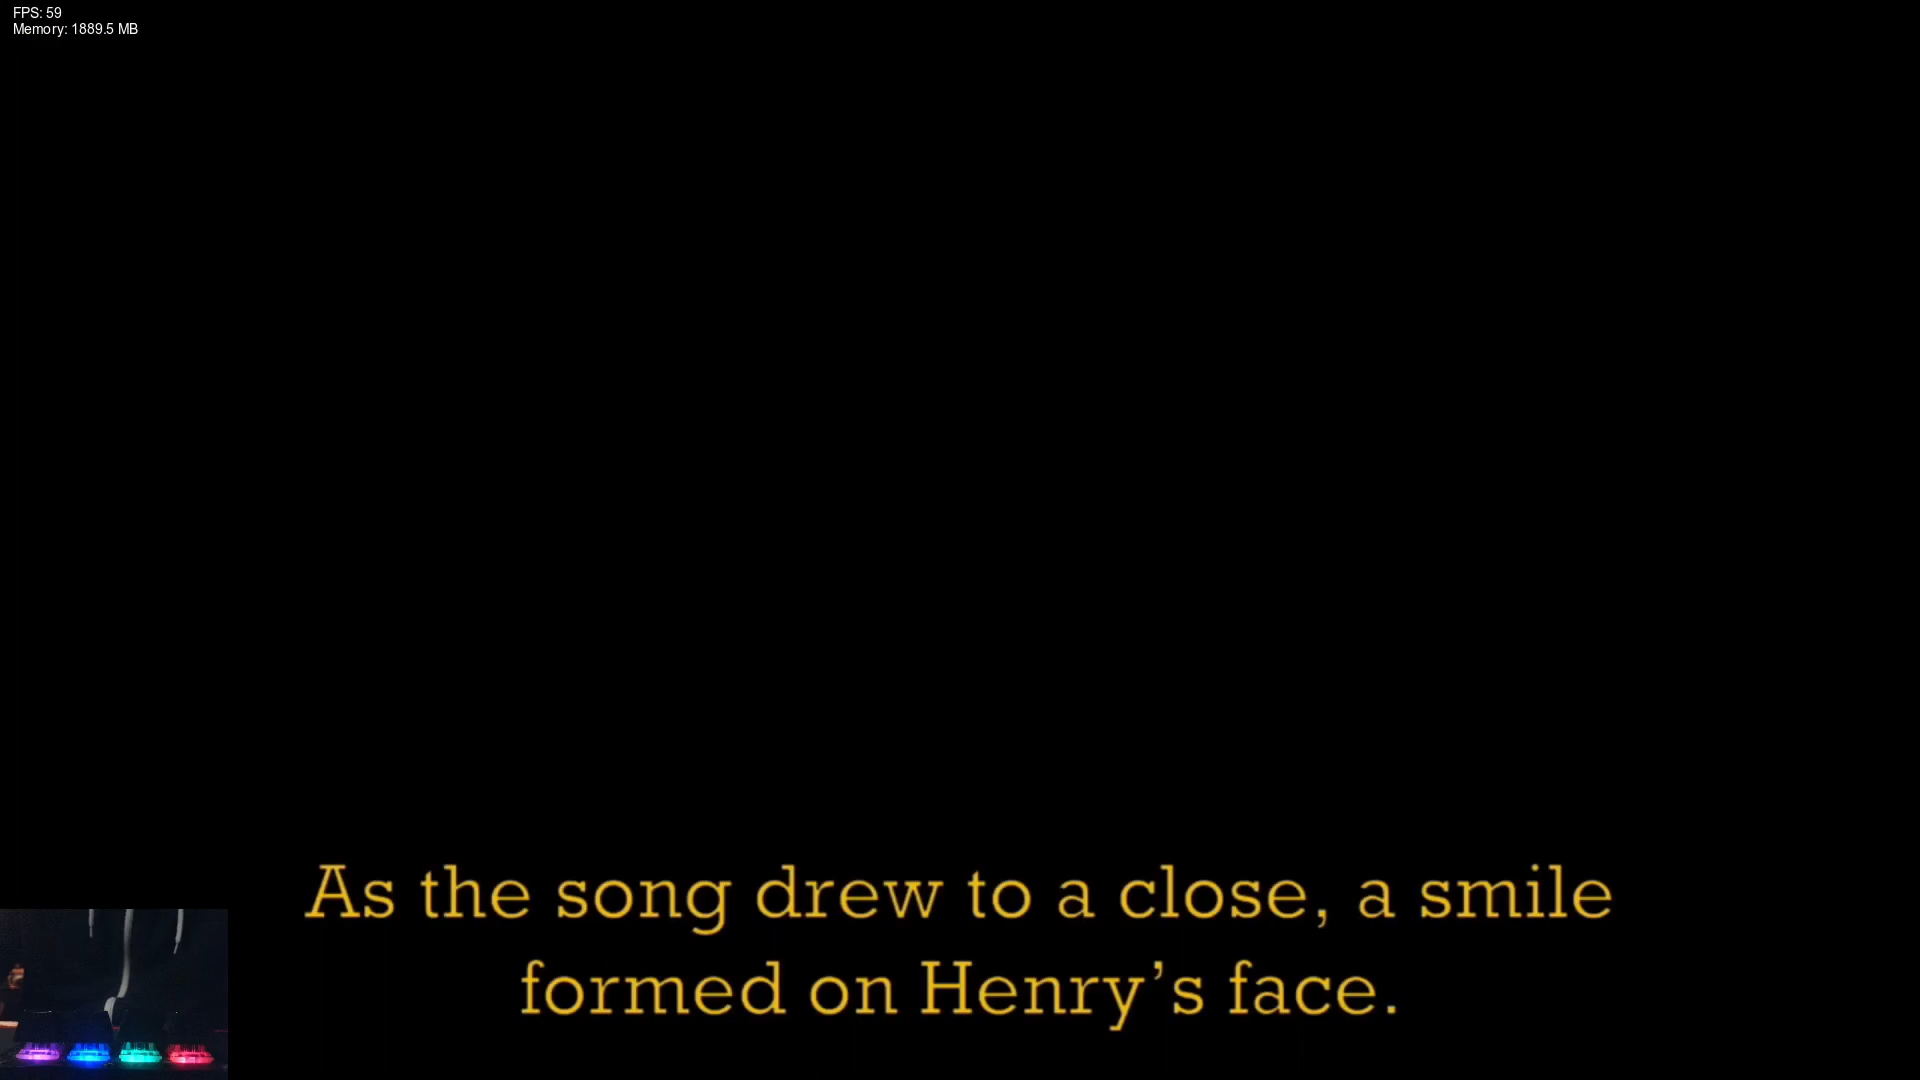 FPS: 59
Memory: 1889.5 MB
As the song drew to a close, a smile
formed on Henry’s face.